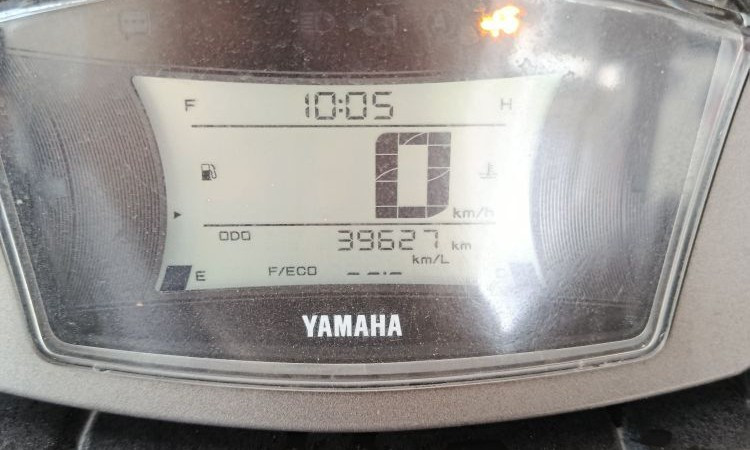 F 10:05 H
0 km/h
ODO 39627 km
km/L
E F/ECO --.- C
YAMAHA